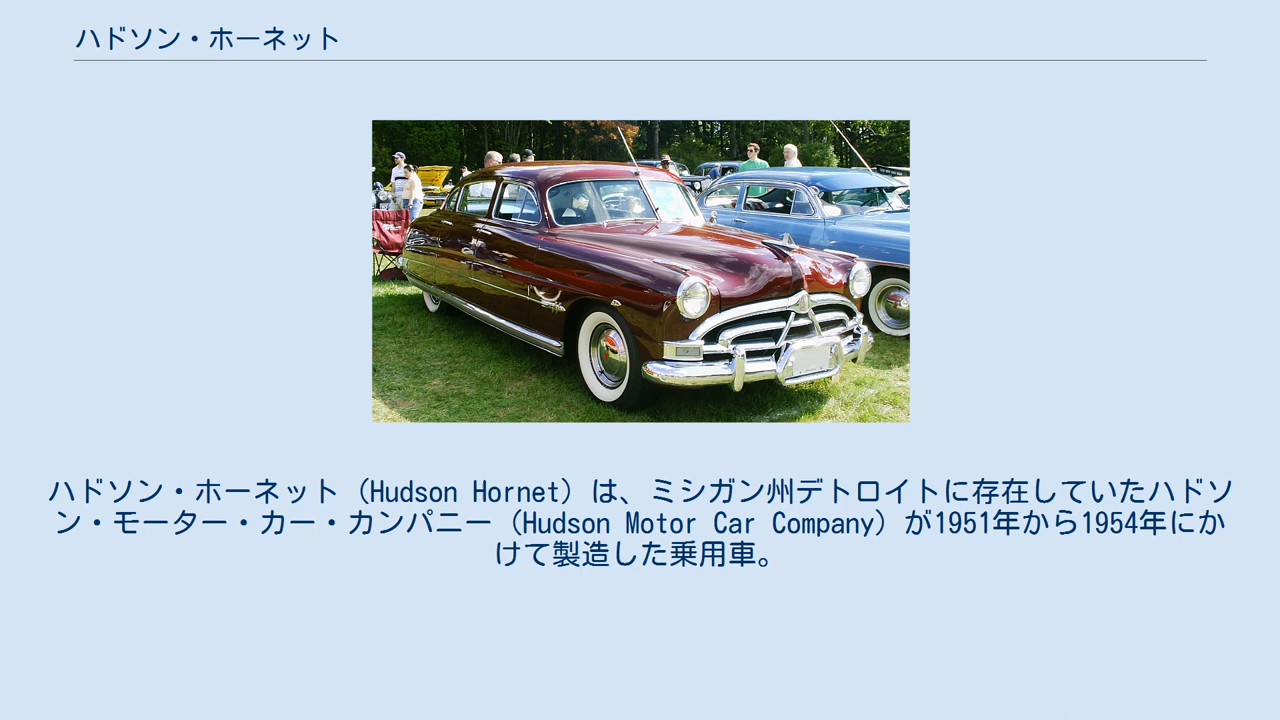 ハドソン・ホーネット
ハドソン・ホーネット（Hudson Hornet）は、ミシガン州デトロイトに存在していたハドソ
ン・モーター・カー・カンパニー（Hudson Motor Car Company）が1951年から1954年にか
けて製造した乗用車。